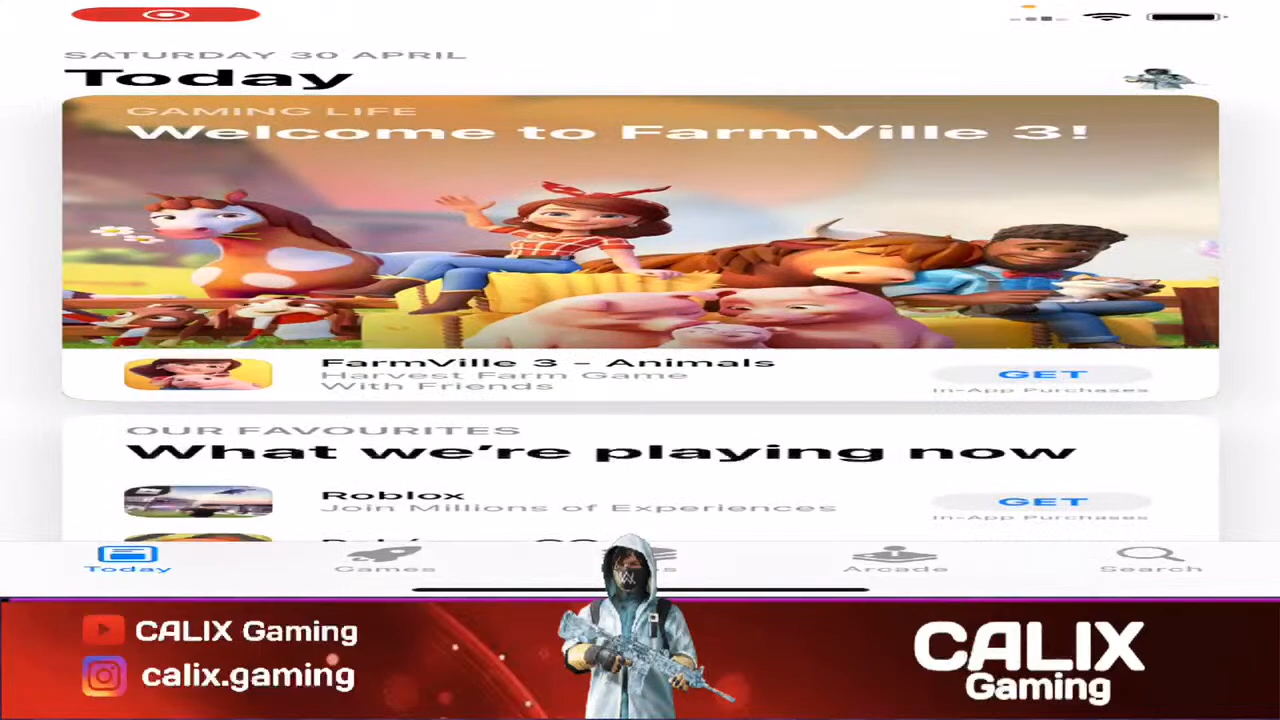 SATURDAY 30 APRIL
Today
GAMING LIFE
Welcome to FarmVille 3!
FarmVille 3 - Animals
Harvest Farm Game
With Friends
GET
In-App Purchases
OUR FAVOURITES
What we're playing now
Roblox
Join Millions of Experiences
GET
In-App Purchases
Today
Games
Arcade
Search
CALIX Gaming
calix.gaming
CALIX
Gaming